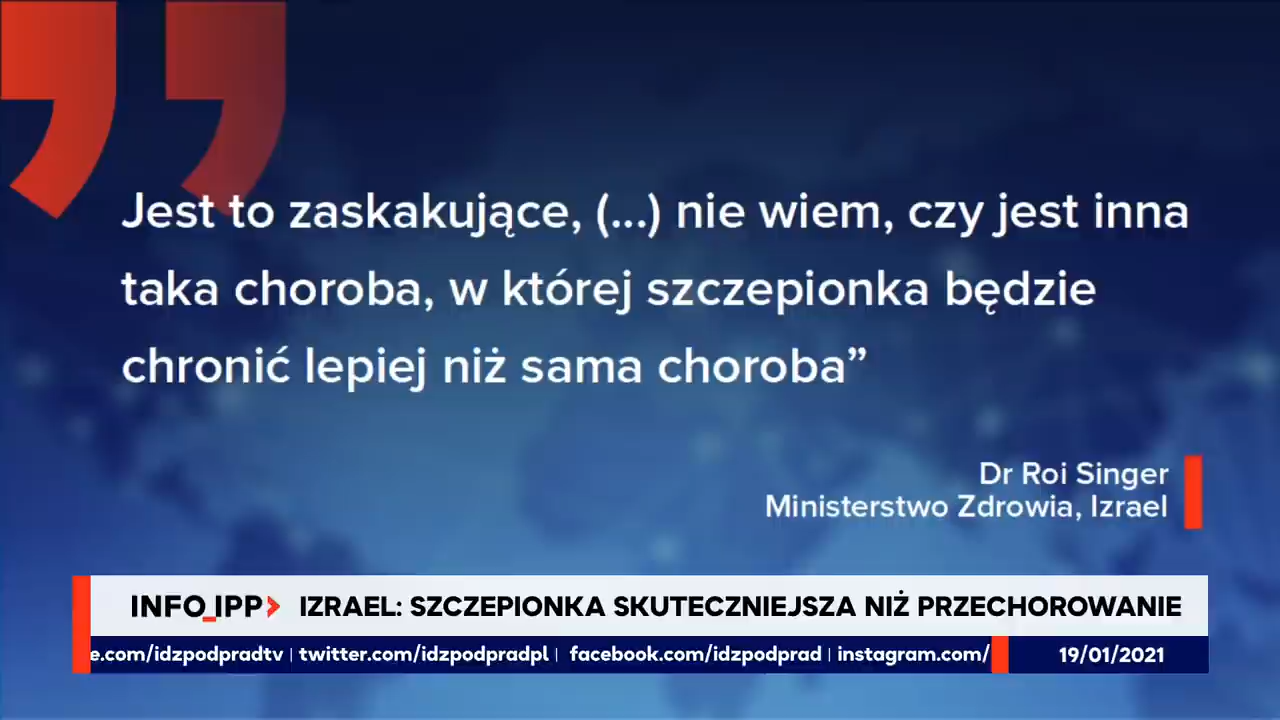 Jest to zaskakujące, (...) nie wiem, czy jest inna
taka choroba, w której szczepionka będzie
chronić lepiej niż sama choroba”
Dr Roi Singer
Ministerstwo Zdrowia, Izrael
INFO_IPP> IZRAEL: SZCZEPIONKA SKUTECZNIEJSZA NIŻ PRZECHOROWANIE
e.com/idzpodpradtv | twitter.com/idzpodpradpl | facebook.com/idzpodprad | instagram.com/ 19/01/2021